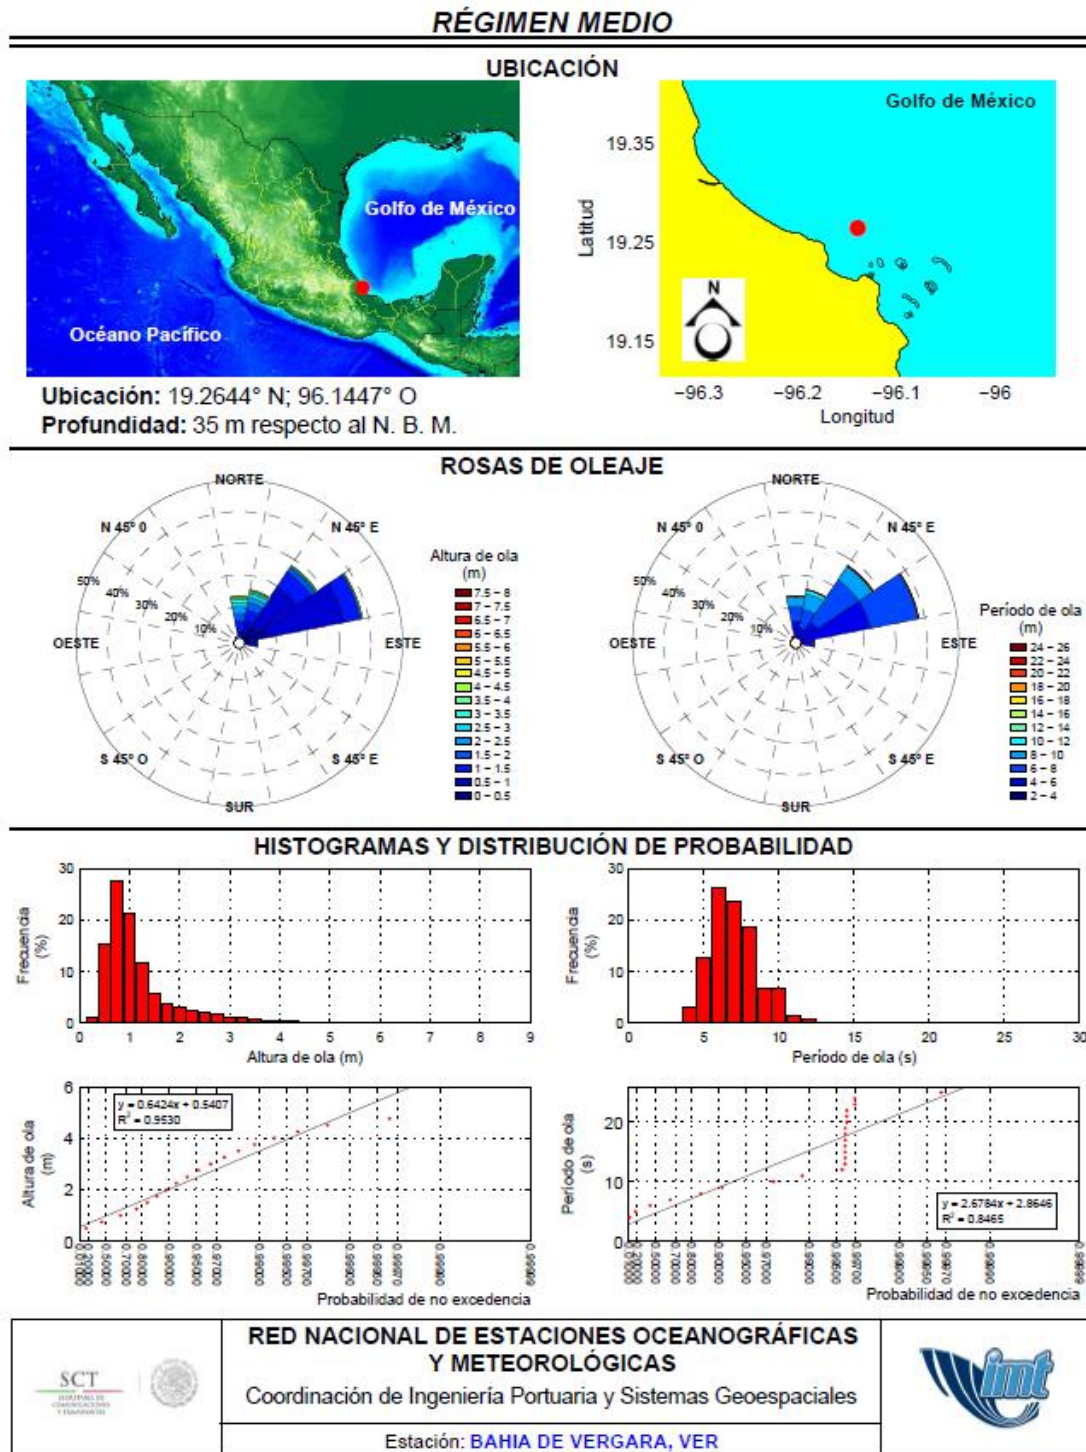 RÉGIMEN MEDIO
UBICACIÓN
Golfo de México
Océano Pacífico
Golfo de México
Latitud
19.35
19.25
19.15
N
−96.3 −96.2 −96.1 −96
Longitud
Ubicación: 19.2644° N; 96.1447° O
Profundidad: 35 m respecto al N. B. M.
ROSAS DE OLEAJE
NORTE
N 45° 0
N 45° E
50%
40%
30%
20%
10%
OESTE
ESTE
S 45° O
S 45° E
SUR
Altura de ola
(m)
7.5 – 8
7 – 7.5
6.5 – 7
6 – 6.5
5.5 – 6
5 – 5.5
4.5 – 5
4 – 4.5
3.5 – 4
3 – 3.5
2.5 – 3
2 – 2.5
1.5 – 2
1 – 1.5
0.5 – 1
0 – 0.5
NORTE
N 45° 0
N 45° E
50%
40%
30%
20%
10%
OESTE
ESTE
S 45° O
S 45° E
SUR
Período de ola
(m)
24 – 26
22 – 24
20 – 22
18 – 20
16 – 18
14 – 16
12 – 14
10 – 12
8 – 10
6 – 8
4 – 6
2 – 4
HISTOGRAMAS Y DISTRIBUCIÓN DE PROBABILIDAD
Frecuencia
(%)
30
20
10
0
0 1 2 3 4 5 6 7 8 9
Altura de ola (m)
Frecuencia
(%)
30
20
10
0
0 5 10 15 20 25 30
Período de ola (s)
Altura de ola
(m)
6
4
2
0
y = 0.6424x + 0.5407
R² = 0.9530
Probabilidad de no excedencia
Período de ola
(s)
20
10
0
y = 2.6784x + 2.8646
R² = 0.8465
Probabilidad de no excedencia
SCT
RED NACIONAL DE ESTACIONES OCEANOGRÁFICAS
Y METEOROLÓGICAS
Coordinación de Ingeniería Portuaria y Sistemas Geoespaciales
Estación: BAHIA DE VERGARA, VER
imt